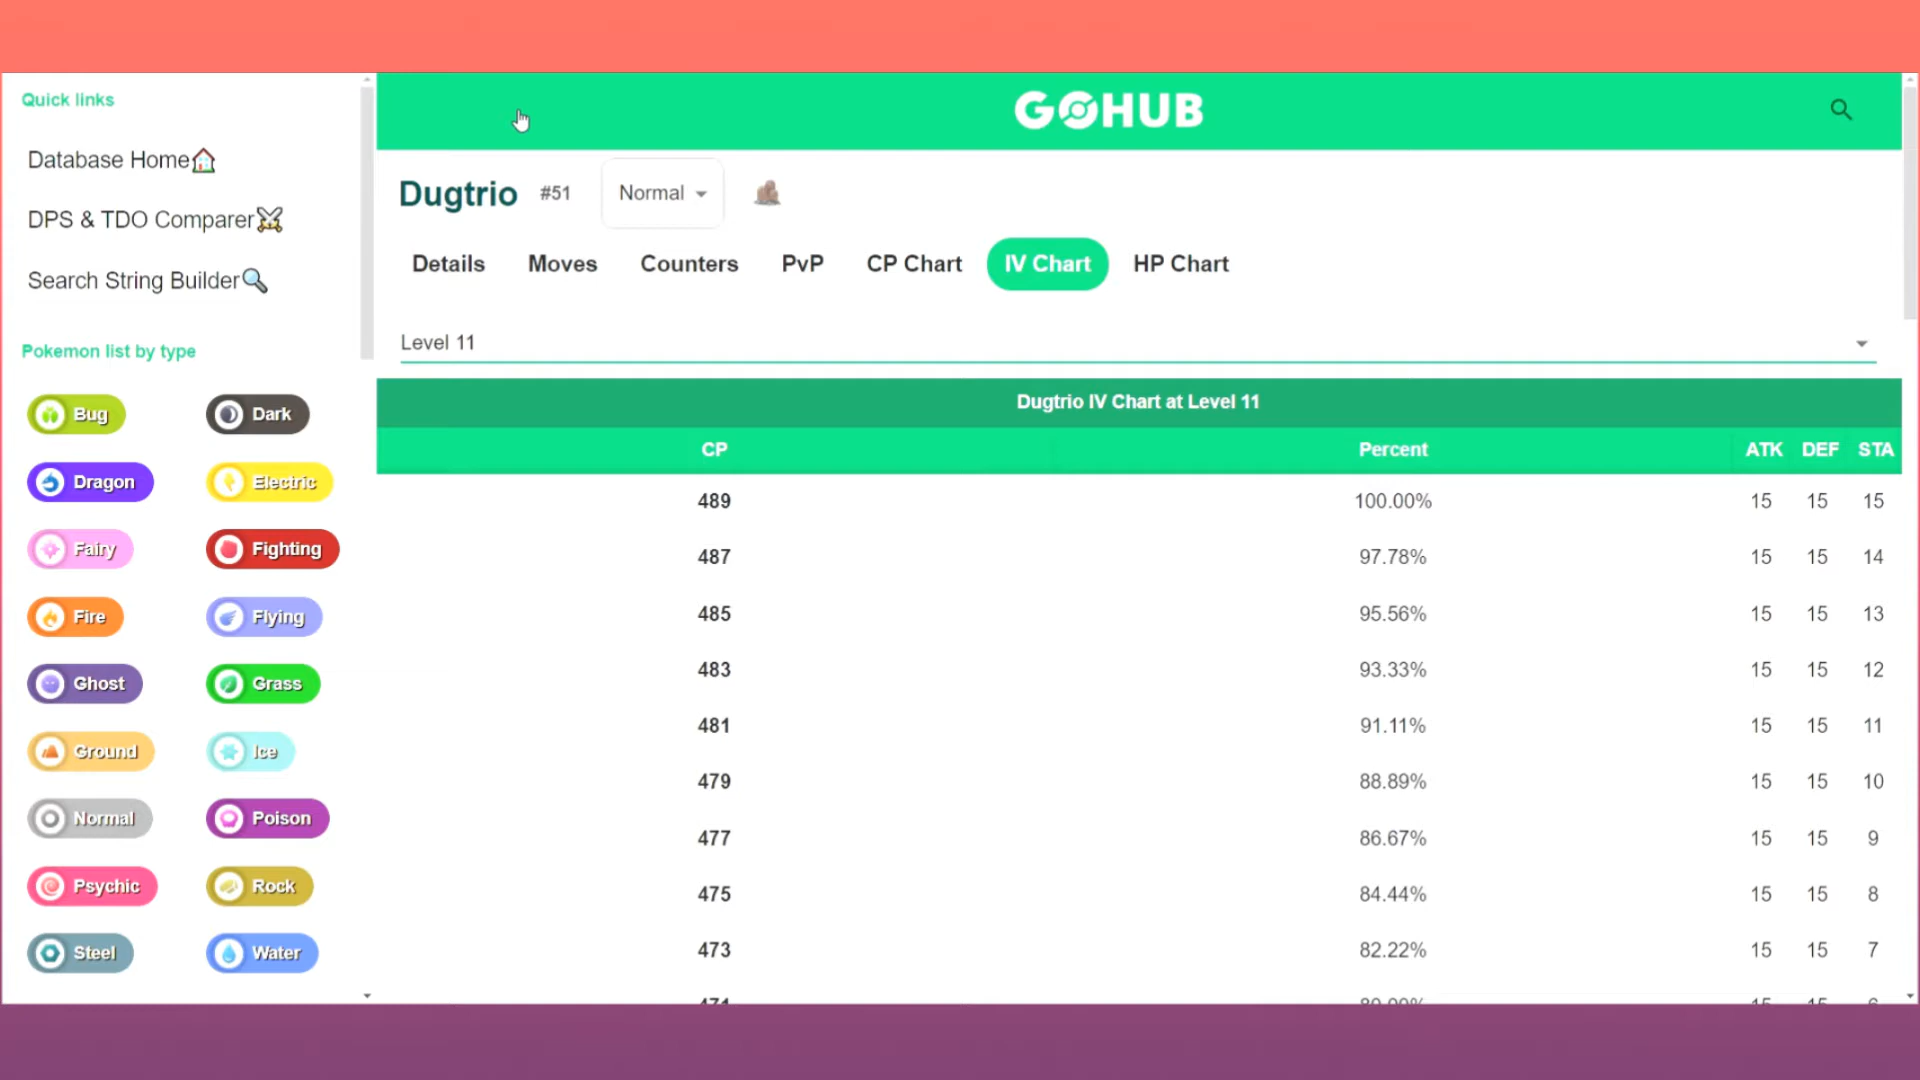 Quick links
Database Home
DPS & TDO Comparer
Search String Builder
Pokemon list by type
Bug Dark
Dragon Electric
Fairy Fighting
Fire Flying
Ghost Grass
Ground Ice
Normal Poison
Psychic Rock
Steel Water
GOHUB
Dugtrio #51 Normal
Details Moves Counters PvP CP Chart IV Chart HP Chart
Level 11
Dugtrio IV Chart at Level 11
CP Percent ATK DEF STA
489 100.00% 15 15 15
487 97.78% 15 15 14
485 95.56% 15 15 13
483 93.33% 15 15 12
481 91.11% 15 15 11
479 88.89% 15 15 10
477 86.67% 15 15 9
475 84.44% 15 15 8
473 82.22% 15 15 7